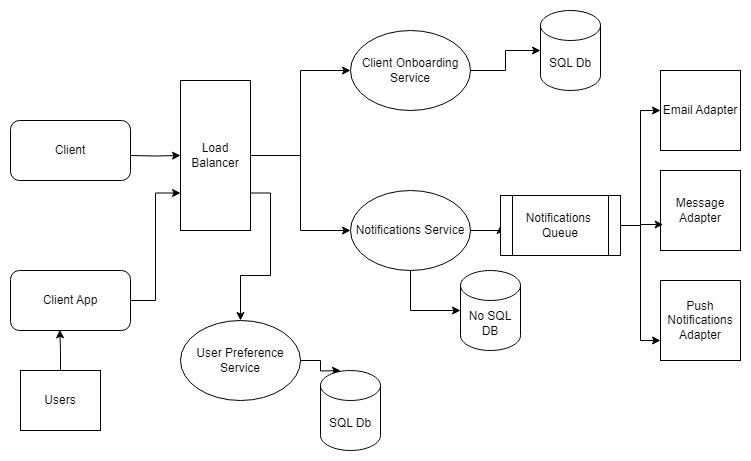 Client
Load
Balancer
Client Onboarding
Service
SQL Db
Email Adapter
Message
Adapter
Notifications Service
Notifications
Queue
No SQL
DB
Push
Notifications
Adapter
Client App
User Preference
Service
SQL Db
Users